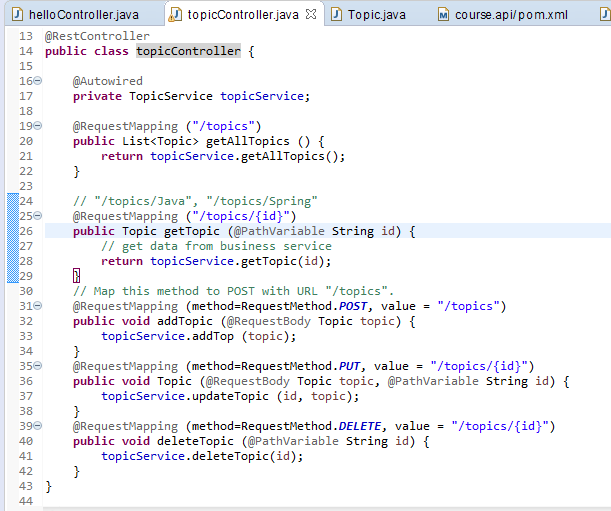 helloController.java topicController.java Topic.java course.api/pom.xml
13 @RestController
14 public class topicController {
15
16 @Autowired
17 private TopicService topicService;
18
19 @RequestMapping ("/topics")
20 public List<Topic> getAllTopics () {
21 return topicService.getAllTopics();
22 }
23
24 // "/topics/Java", "/topics/Spring"
25 @RequestMapping ("/topics/{id}")
26 public Topic getTopic (@PathVariable String id) {
27 // get data from business service
28 return topicService.getTopic(id);
29 }
30 // Map this method to POST with URL "/topics".
31 @RequestMapping (method=RequestMethod.POST, value = "/topics")
32 public void addTopic (@RequestBody Topic topic) {
33 topicService.addTop (topic);
34 }
35 @RequestMapping (method=RequestMethod.PUT, value = "/topics/{id}")
36 public void Topic (@RequestBody Topic topic, @PathVariable String id) {
37 topicService.updateTopic (id, topic);
38 }
39 @RequestMapping (method=RequestMethod.DELETE, value = "/topics/{id}")
40 public void deleteTopic (@PathVariable String id) {
41 topicService.deleteTopic(id);
42 }
43 }
44